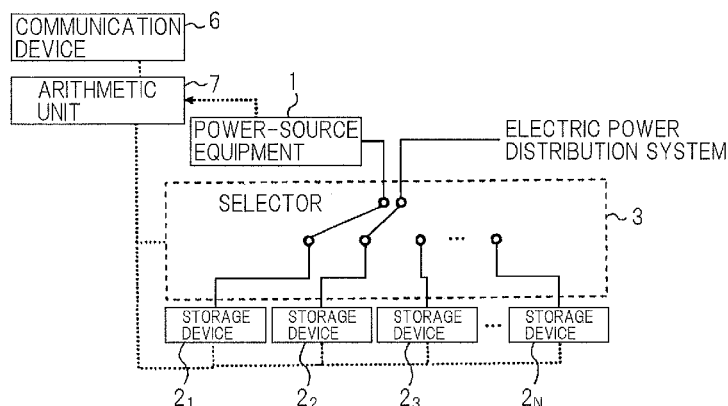 COMMUNICATION
DEVICE
6
ARITHMETIC
UNIT
7
1
POWER-SOURCE
EQUIPMENT
ELECTRIC POWER
DISTRIBUTION SYSTEM
SELECTOR
3
...
STORAGE
DEVICE
STORAGE
DEVICE
STORAGE
DEVICE
...
STORAGE
DEVICE
2₁
2₂
2₃
2N